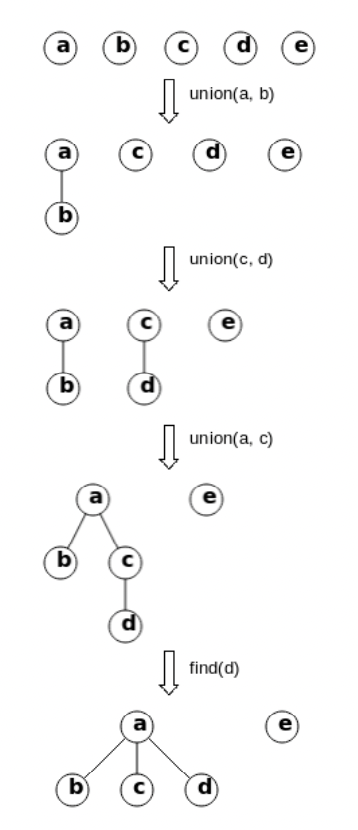 a b c d e
union(a, b)
a c d e
b
union(c, d)
a c e
b d
union(a, c)
a e
b c
d
find(d)
a e
b c d